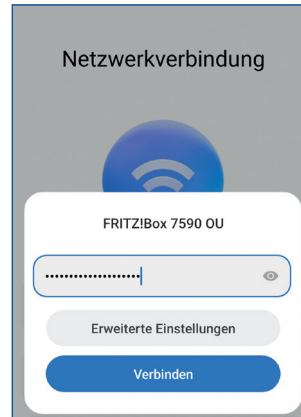 Netzwerkverbindung
FRITZ!Box 7590 OU
••••••••••••••••••••
Erweiterte Einstellungen
Verbinden